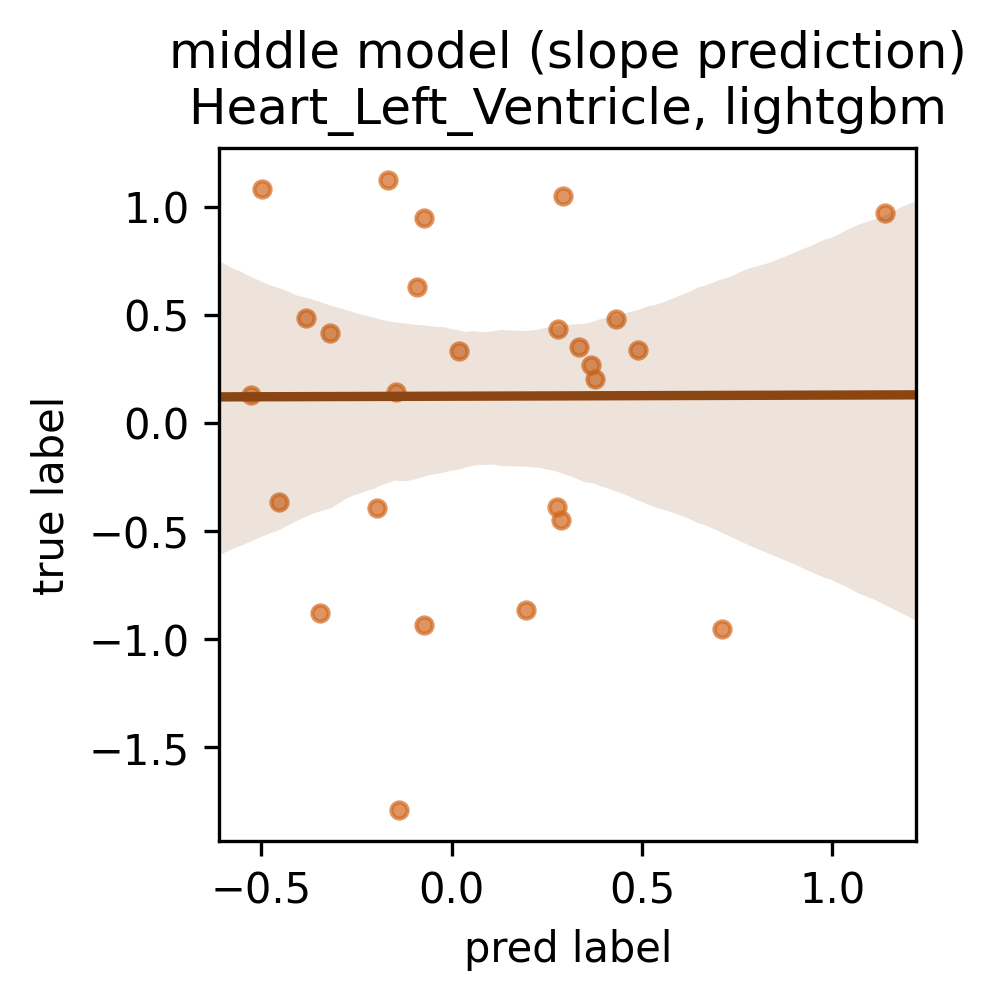 middle model (slope prediction)
Heart_Left_Ventricle, lightgbm
1.0
0.5
0.0
−0.5
−1.0
−1.5
true label
−0.5
0.0
0.5
1.0
pred label